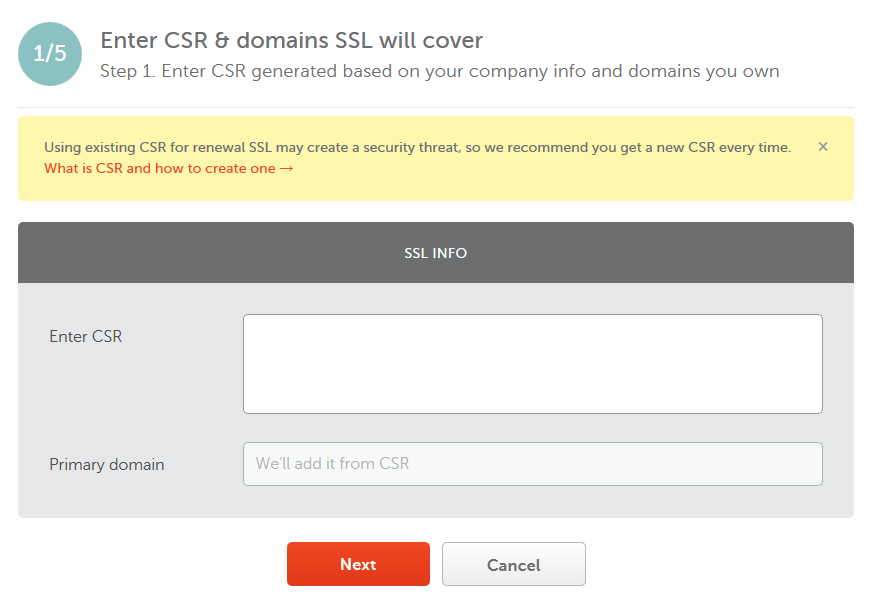 1/5
Enter CSR & domains SSL will cover
Step 1. Enter CSR generated based on your company info and domains you own
Using existing CSR for renewal SSL may create a security threat, so we recommend you get a new CSR every time. ×
What is CSR and how to create one →
SSL INFO
Enter CSR
Primary domain We'll add it from CSR
Next Cancel